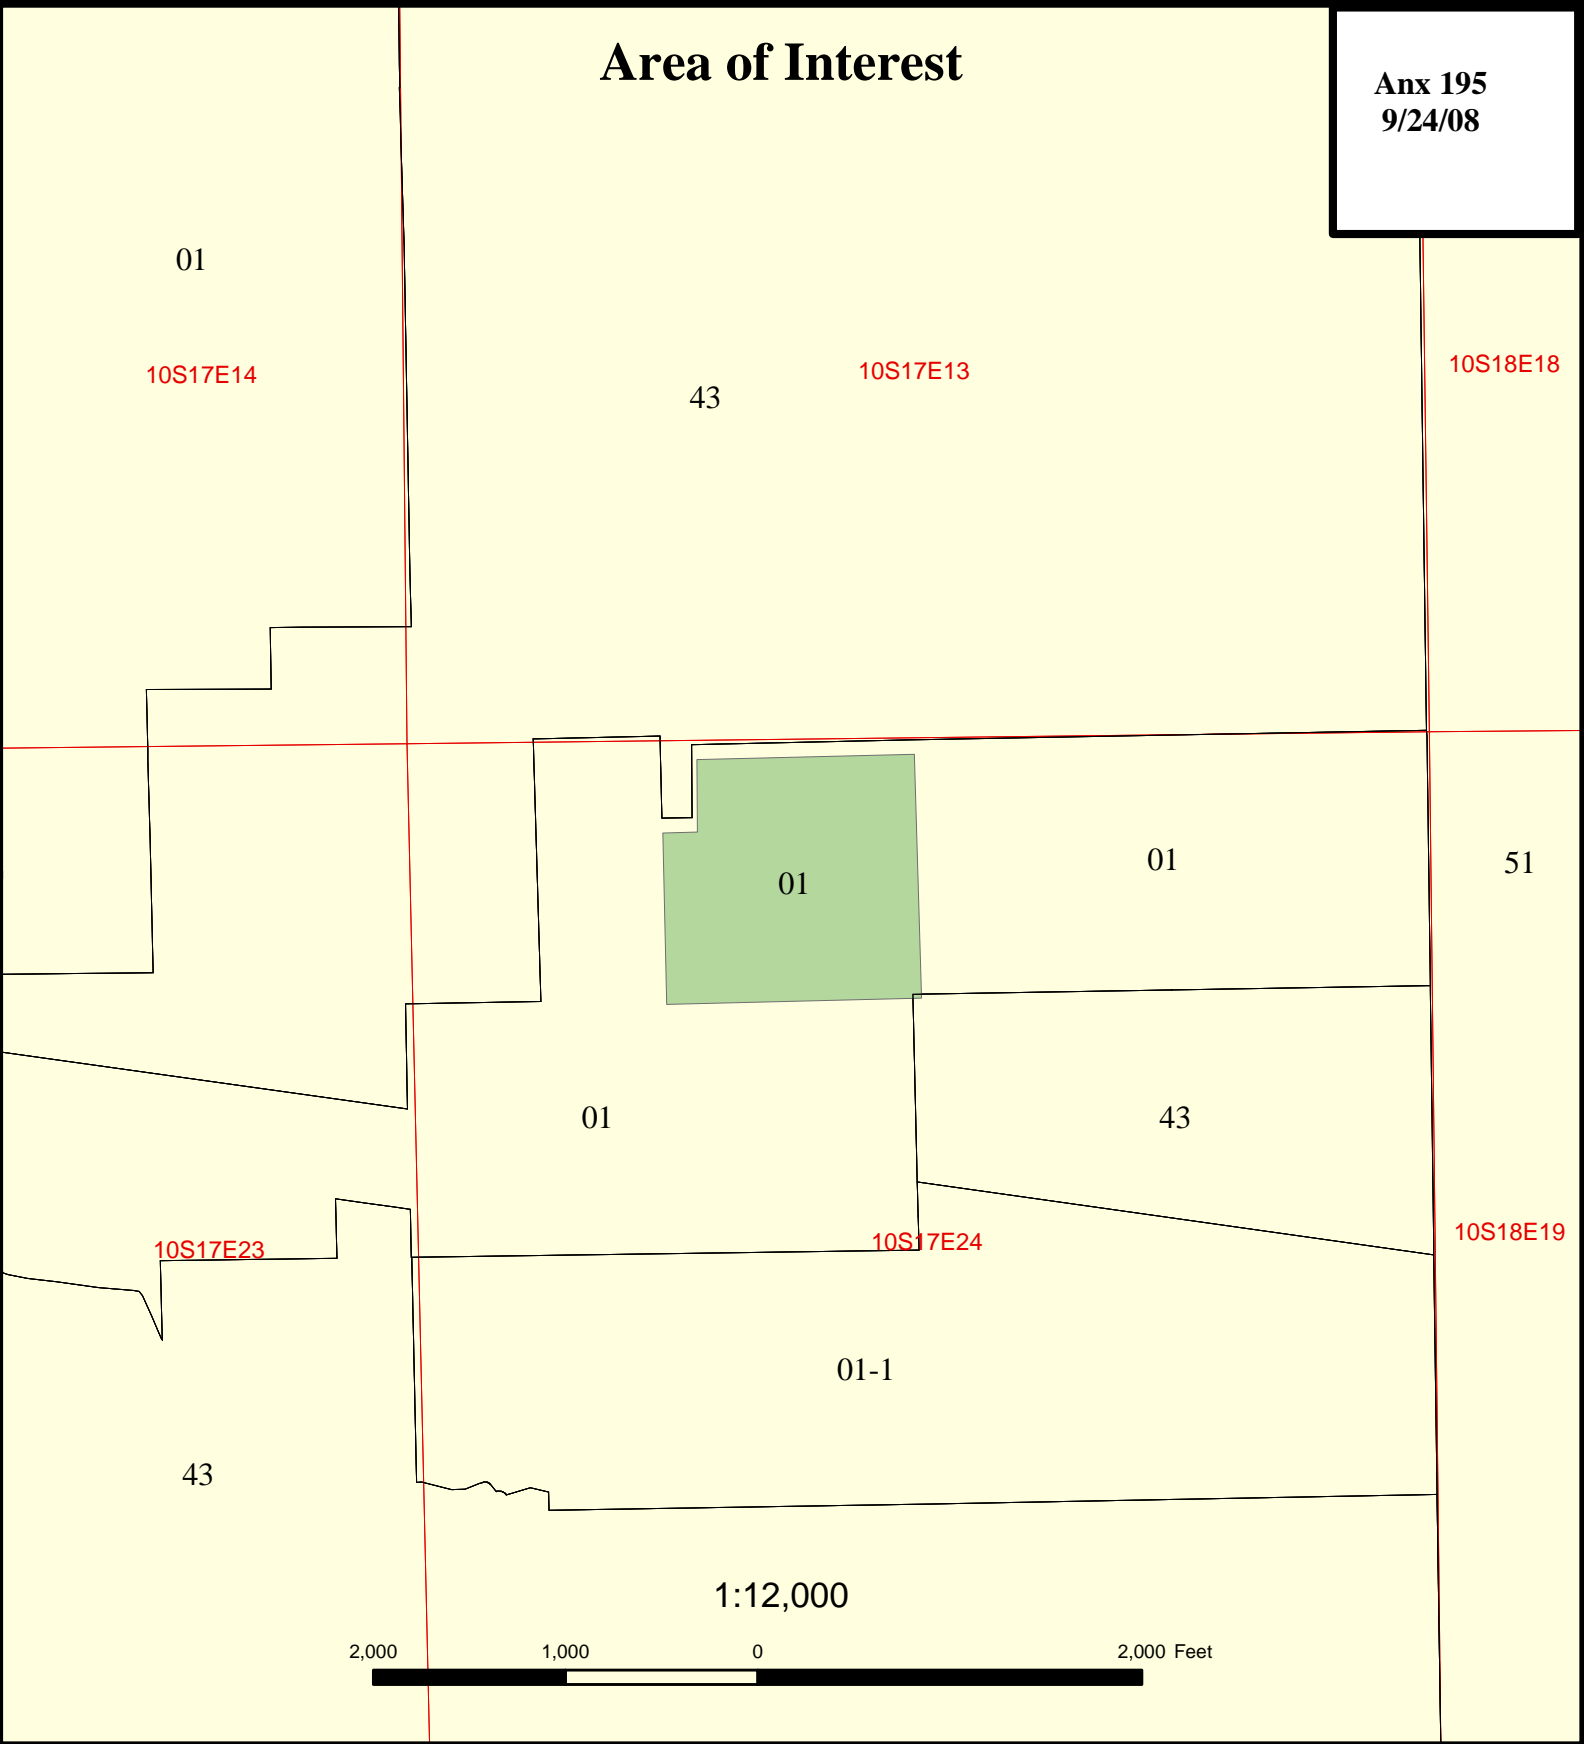 Area of Interest
Anx 195
9/24/08
01
10S17E14
43
10S17E13
10S18E18
01
01
51
01
43
10S17E23
10S17E24
10S18E19
01-1
43
1:12,000
2,000 1,000 0 2,000 Feet